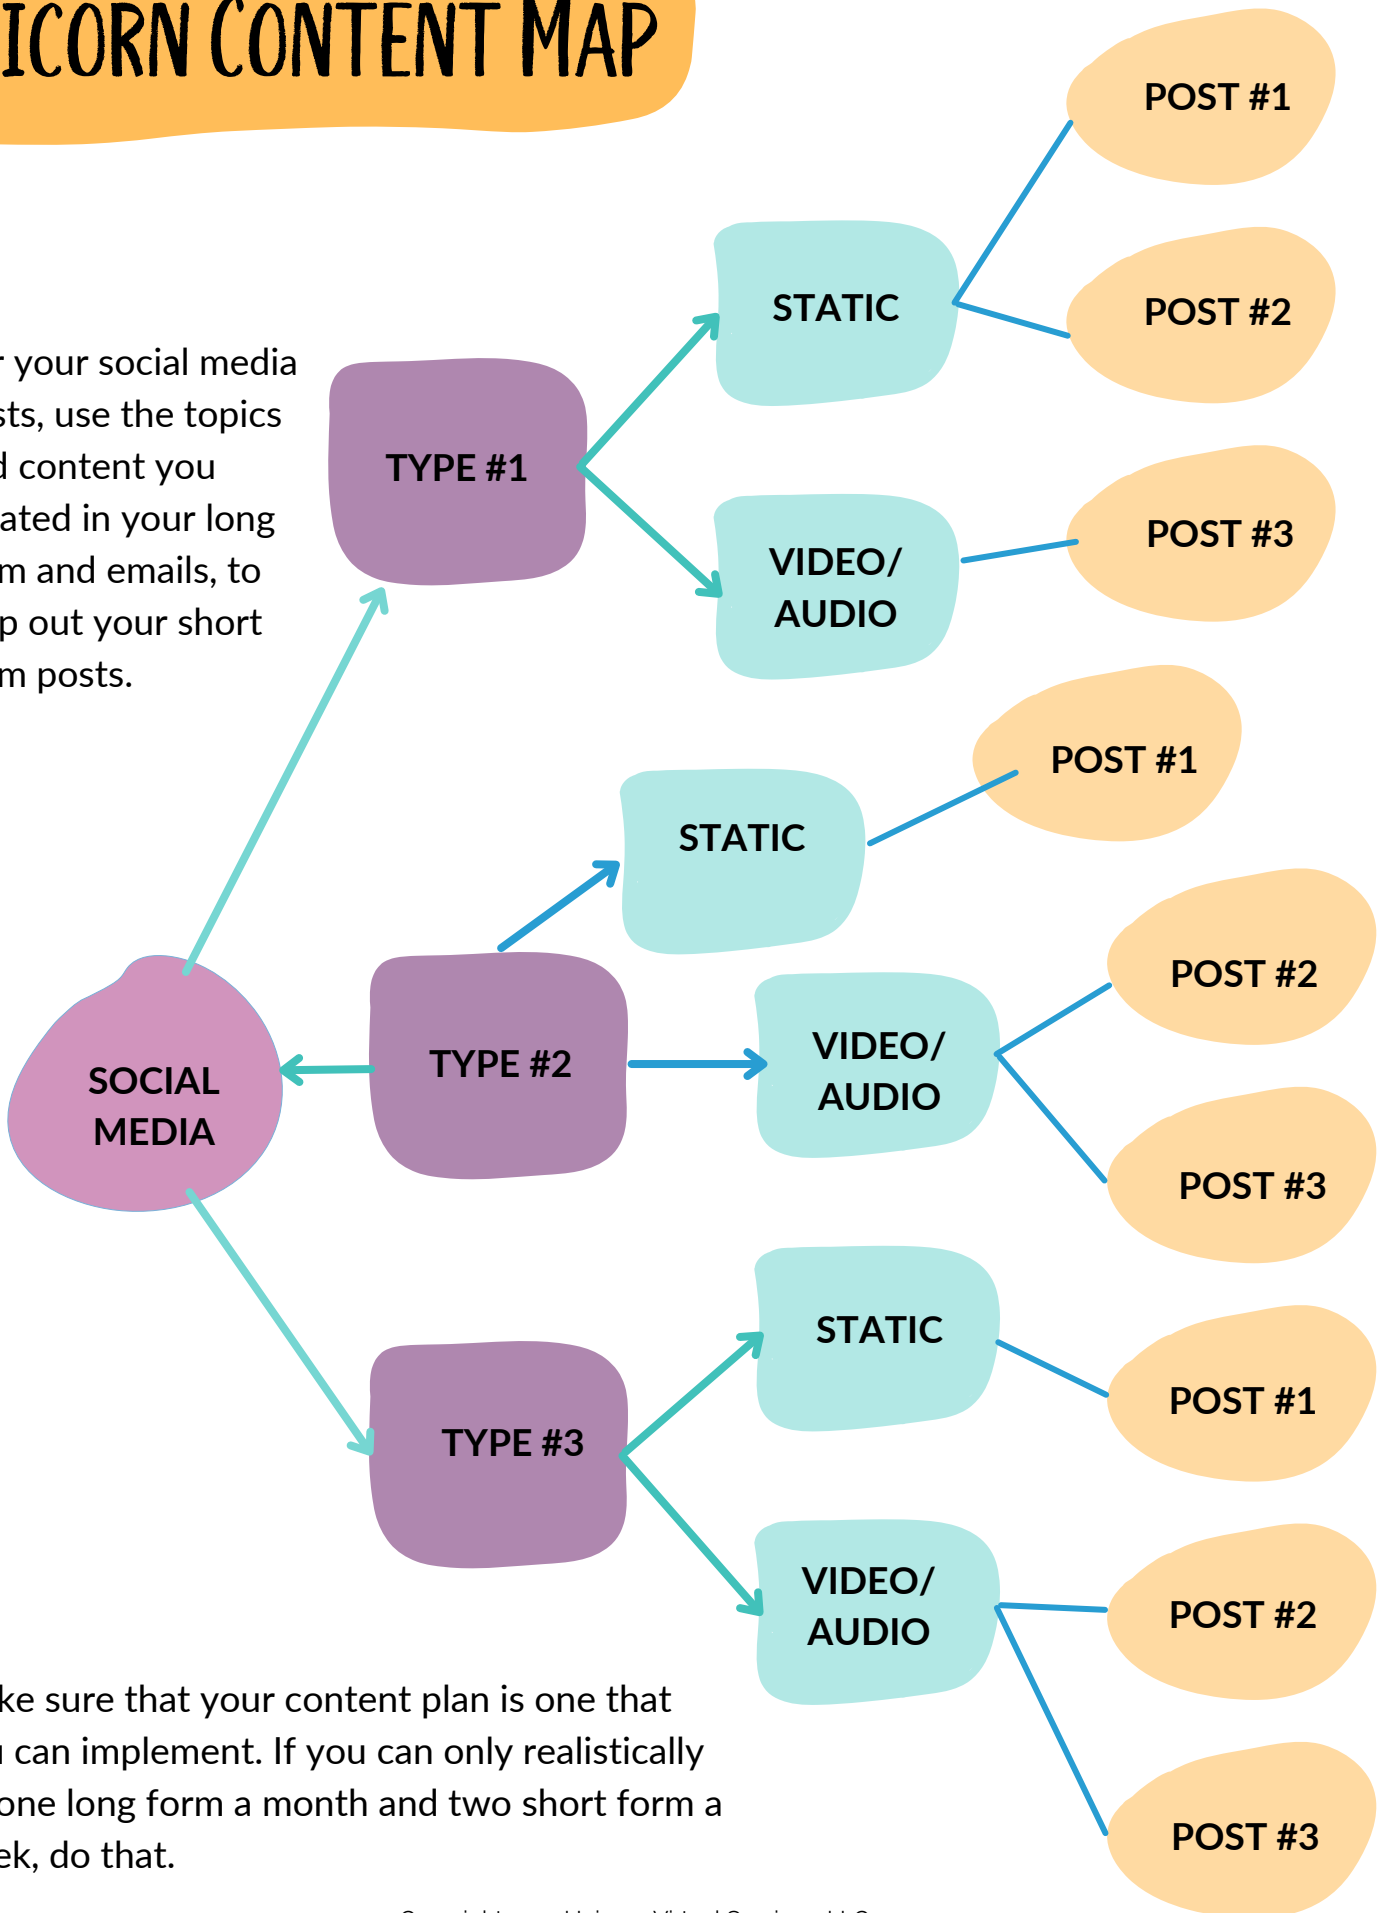 ICORN CONTENT MAP
r your social media
sts, use the topics
d content you
ated in your long
m and emails, to
p out your short
m posts.
SOCIAL
MEDIA
TYPE #1
STATIC
POST #1
POST #2
VIDEO/
AUDIO
POST #3
TYPE #2
STATIC
POST #1
VIDEO/
AUDIO
POST #2
POST #3
TYPE #3
STATIC
POST #1
VIDEO/
AUDIO
POST #2
POST #3
ke sure that your content plan is one that
u can implement. If you can only realistically
one long form a month and two short form a
ek, do that.